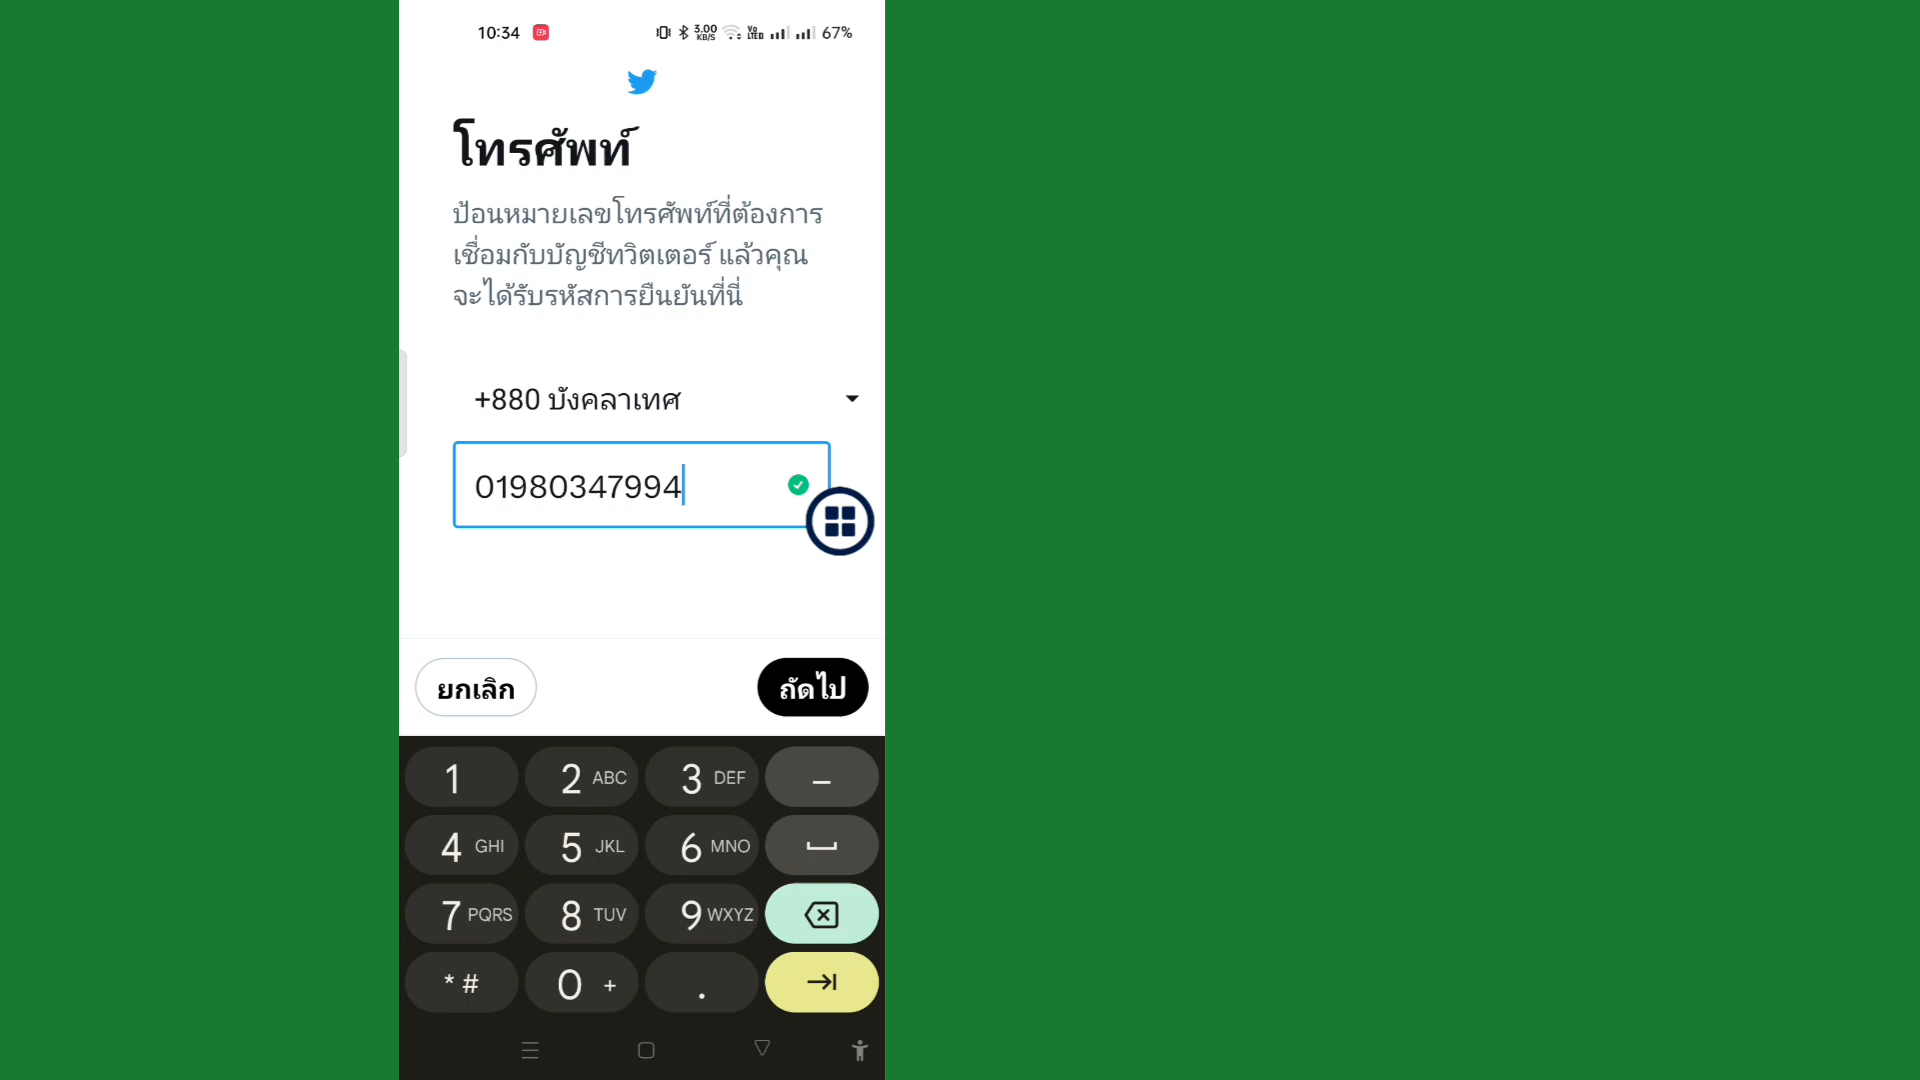 10:34 3.00 KB/S Vo LTE 67%
โทรศัพท์
ป้อนหมายเลขโทรศัพท์ที่ต้องการ
เชื่อมกับบัญชีทวิตเตอร์ แล้วคุณ
จะได้รับรหัสการยืนยันที่นี่
+880 บังคลาเทศ
01980347994
ยกเลิก ถัดไป
1 2 ABC 3 DEF –
4 GHI 5 JKL 6 MNO
7 PQRS 8 TUV 9 WXYZ
* # 0 + .